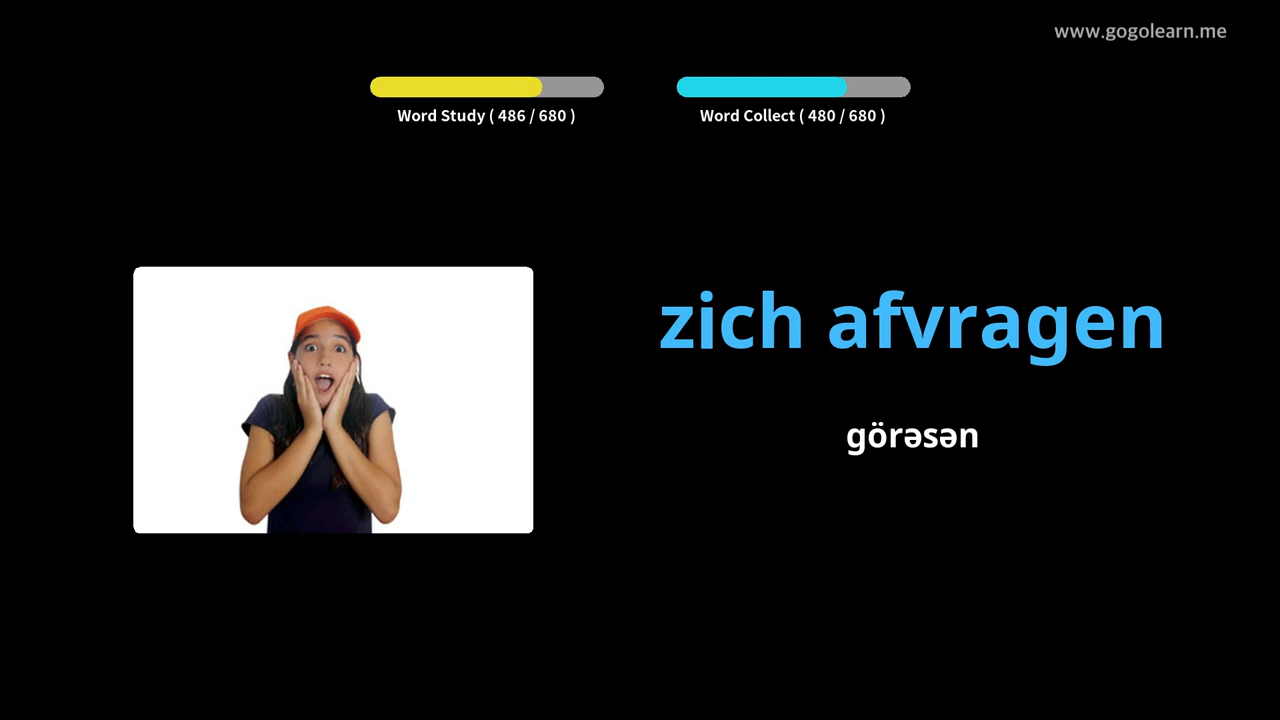 www.gogolearn.me
Word Study ( 486 / 680 )
Word Collect ( 480 / 680 )
zich afvragen
görəsən